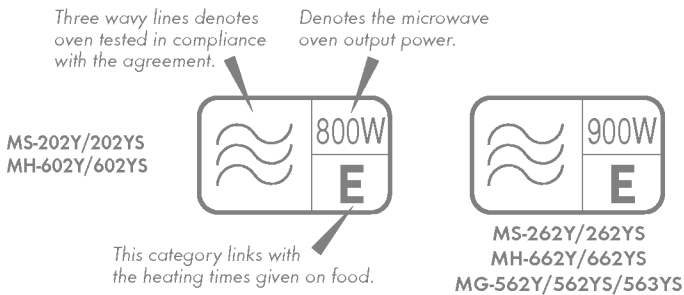 Three wavy lines denotes
oven tested in compliance
with the agreement.
Denotes the microwave
oven output power.
MS-202Y/202YS
MH-602Y/602YS
800W
E
900W
E
This category links with
the heating times given on food.
MS-262Y/262YS
MH-662Y/662YS
MG-562Y/562YS/563YS